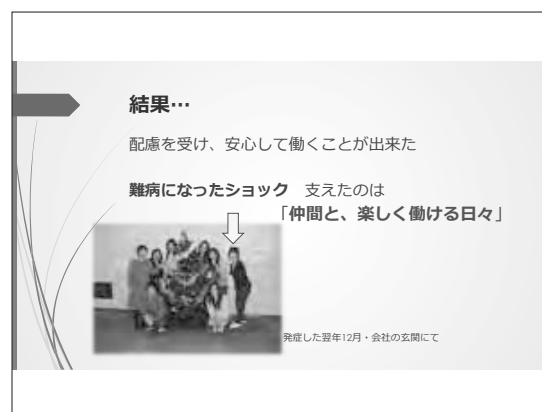 結果…
配慮を受け、安心して働くことが出来た
難病になったショック　支えたのは
「仲間と、楽しく働ける日々」
発症した翌年12月・会社の玄関にて